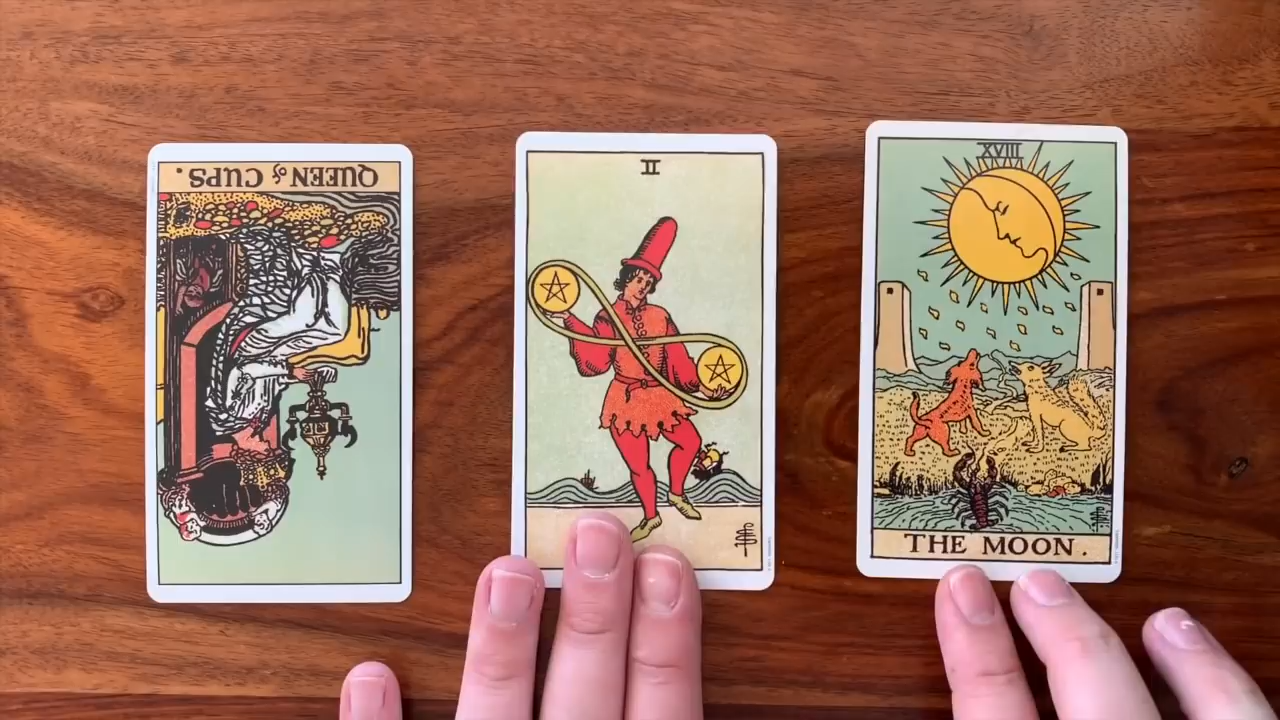 QUEEN of CUPS.
II
XVIII
THE MOON.